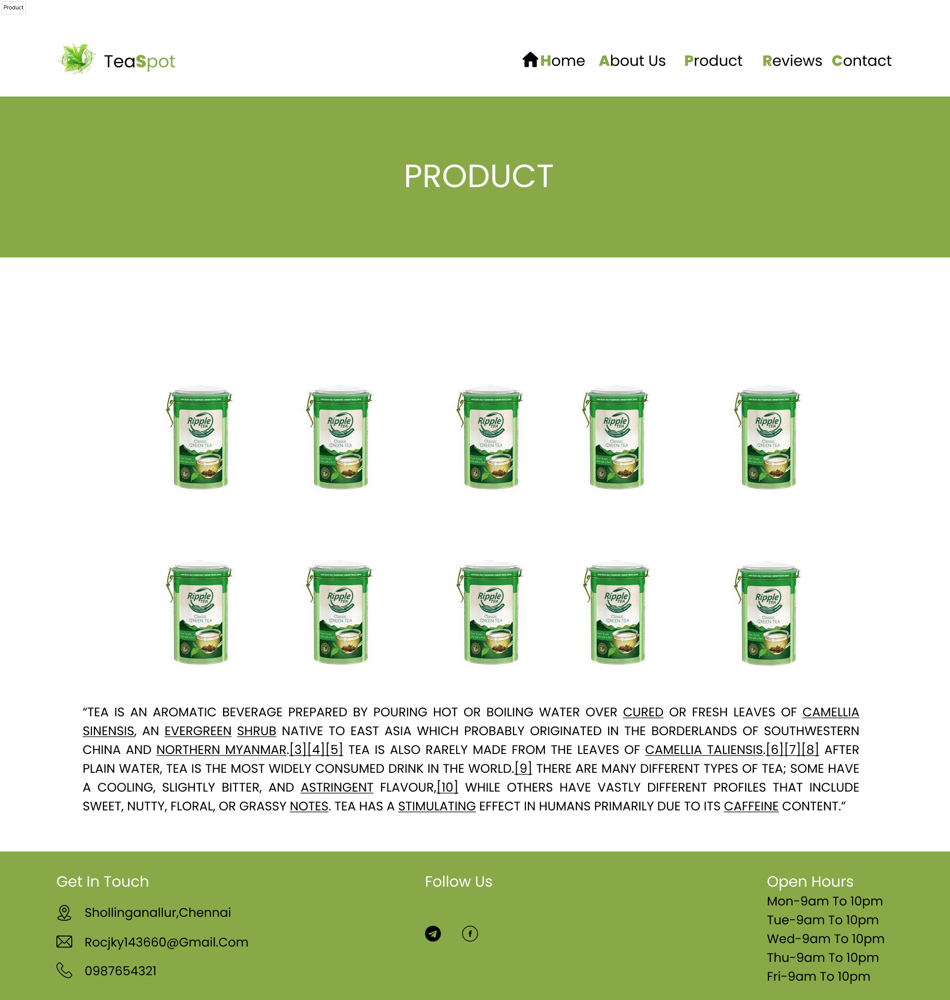 Product
TeaSpot
Home About Us Product Reviews Contact
PRODUCT
Ripple TEA Classic GREEN TEA
Ripple TEA Classic GREEN TEA
Ripple TEA Classic GREEN TEA
Ripple TEA Classic GREEN TEA
Ripple TEA Classic GREEN TEA
Ripple TEA Classic GREEN TEA
Ripple TEA Classic GREEN TEA
Ripple TEA Classic GREEN TEA
Ripple TEA Classic GREEN TEA
Ripple TEA Classic GREEN TEA
“TEA IS AN AROMATIC BEVERAGE PREPARED BY POURING HOT OR BOILING WATER OVER CURED OR FRESH LEAVES OF CAMELLIA
SINENSIS, AN EVERGREEN SHRUB NATIVE TO EAST ASIA WHICH PROBABLY ORIGINATED IN THE BORDERLANDS OF SOUTHWESTERN
CHINA AND NORTHERN MYANMAR.[3][4][5] TEA IS ALSO RARELY MADE FROM THE LEAVES OF CAMELLIA TALIENSIS.[6][7][8] AFTER
PLAIN WATER, TEA IS THE MOST WIDELY CONSUMED DRINK IN THE WORLD.[9] THERE ARE MANY DIFFERENT TYPES OF TEA; SOME HAVE
A COOLING, SLIGHTLY BITTER, AND ASTRINGENT FLAVOUR,[10] WHILE OTHERS HAVE VASTLY DIFFERENT PROFILES THAT INCLUDE
SWEET, NUTTY, FLORAL, OR GRASSY NOTES. TEA HAS A STIMULATING EFFECT IN HUMANS PRIMARILY DUE TO ITS CAFFEINE CONTENT.”
Get In Touch
Shollinganallur,Chennai
Rocjky143660@Gmail.Com
0987654321
Follow Us
Open Hours
Mon-9am To 10pm
Tue-9am To 10pm
Wed-9am To 10pm
Thu-9am To 10pm
Fri-9am To 10pm